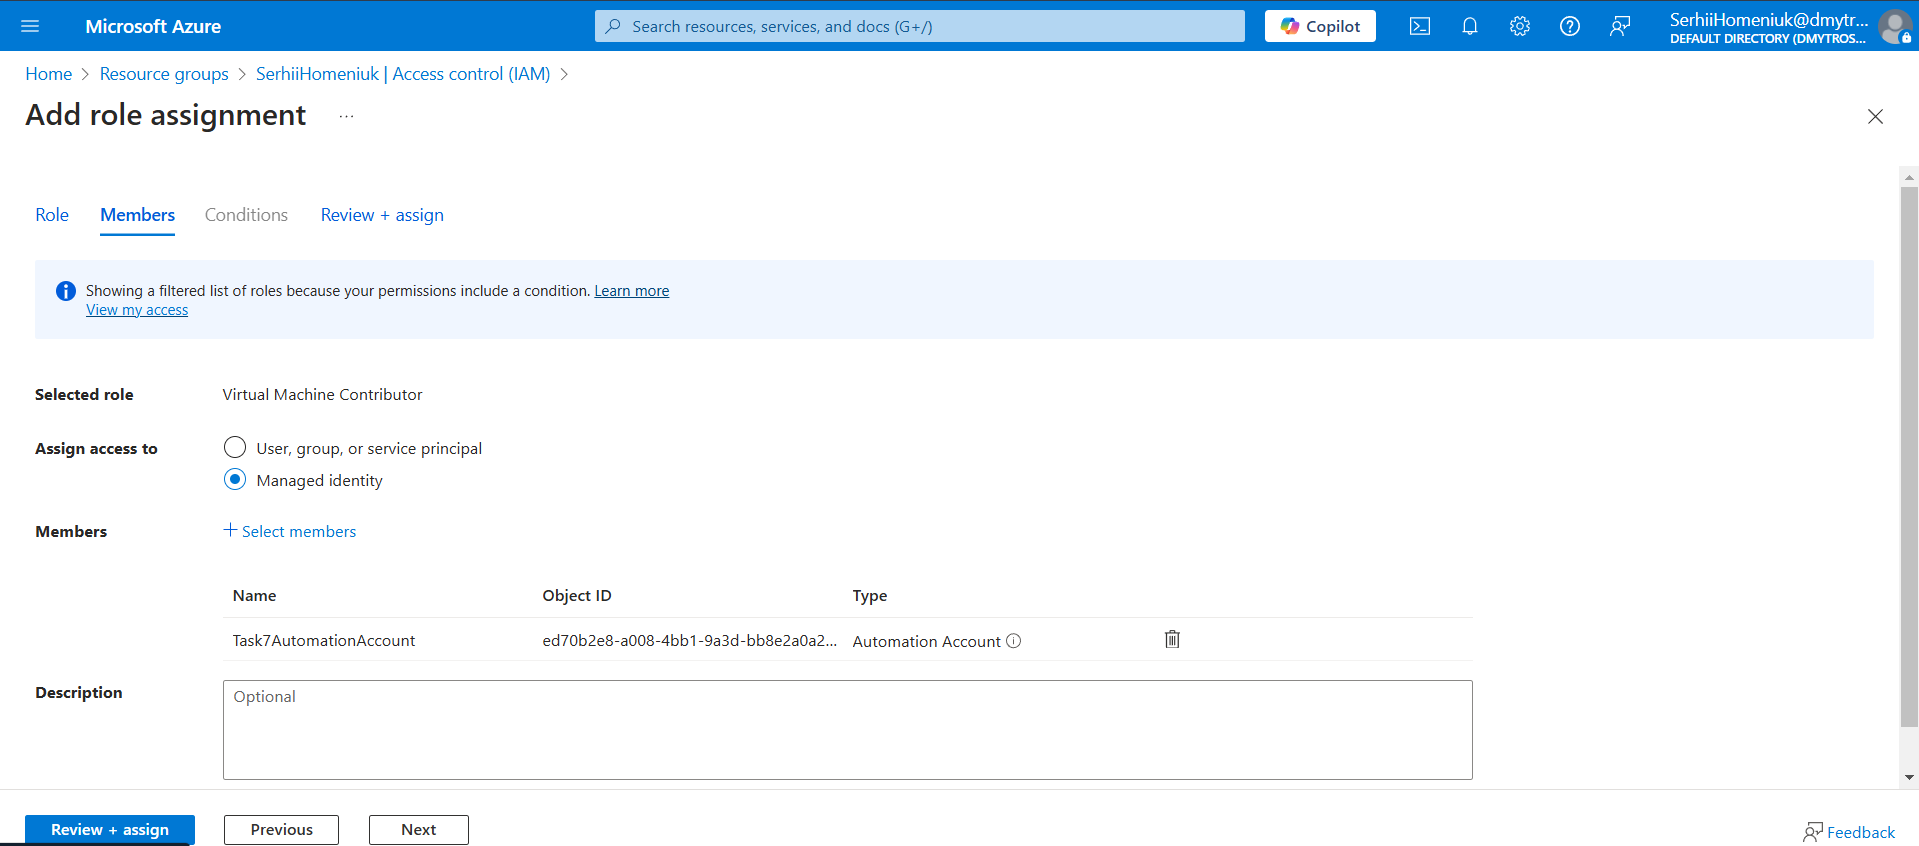 Microsoft Azure
Search resources, services, and docs (G+/)
Copilot
SerhiiHomeniuk@dmytr...
DEFAULT DIRECTORY (DMYTROS...
Home > Resource groups > SerhiiHomeniuk | Access control (IAM) >
Add role assignment ...
Role Members Conditions Review + assign
Showing a filtered list of roles because your permissions include a condition. Learn more
View my access
Selected role Virtual Machine Contributor
Assign access to User, group, or service principal
Managed identity
Members + Select members
Name Object ID Type
Task7AutomationAccount ed70b2e8-a008-4bb1-9a3d-bb8e2a0a2... Automation Account
Description Optional
Review + assign Previous Next Feedback